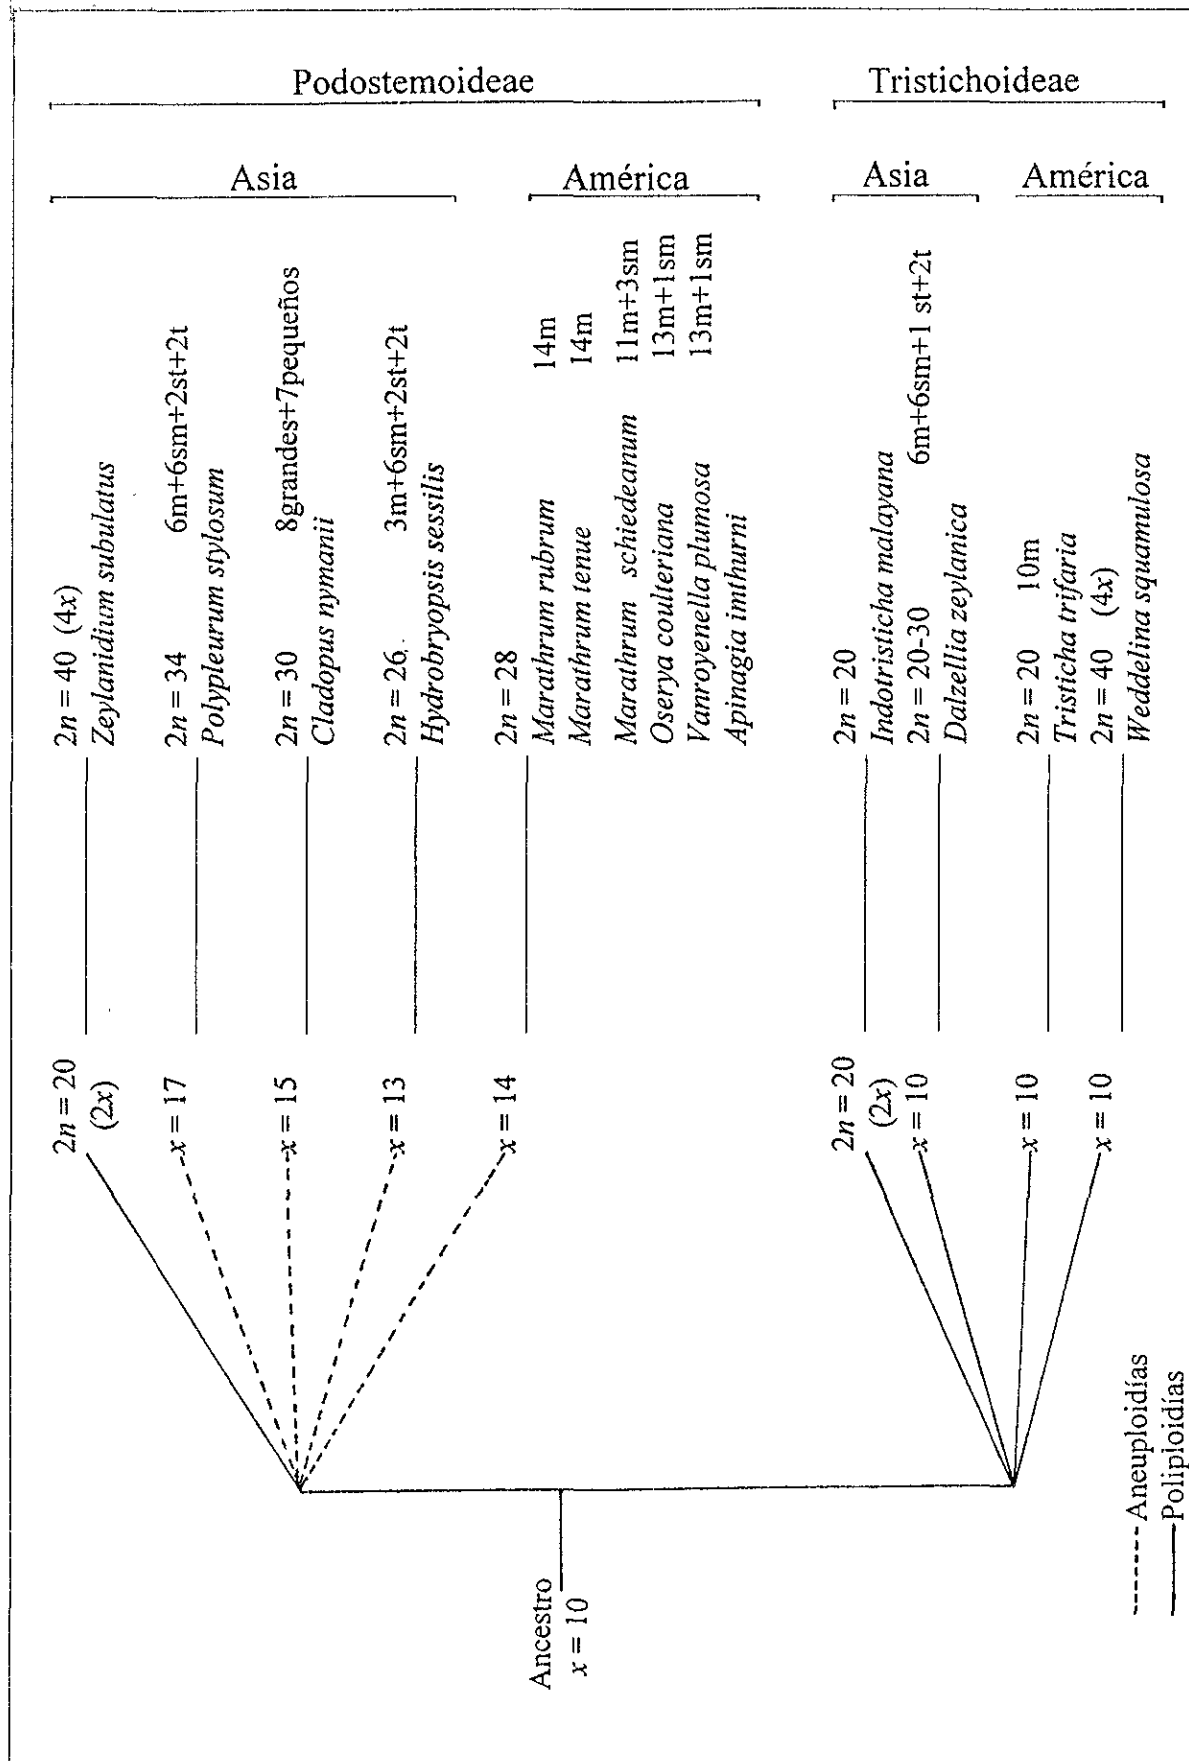 Podostemoideae
Tristichoideae
Asia
América
Asia
América
2n = 20
(2x)
2n = 40 (4x)
Zeylanidium subulatus
x = 17
2n = 34 6m+6sm+2st+2t
Polypleurum stylosum
x = 15
2n = 30 8grandes+7pequeños
Cladopus nymanii
x = 13
2n = 26. 3m+6sm+2st+2t
Hydrobryopsis sessilis
x = 14
2n = 28
Marathrum rubrum 14m
Marathrum tenue 14m
Marathrum schiedeanum 11m+3sm
Oserya coulteriana 13m+1sm
Vanroyenella plumosa 13m+1sm
Apinagia imthurni
Ancestro
x = 10
2n = 20
(2x)
2n = 20
Indotristicha malayana
x = 10
2n = 20-30 6m+6sm+1 st+2t
Dalzellia zeylanica
x = 10
2n = 20 10m
Tristicha trifaria
x = 10
2n = 40 (4x)
Weddelina squamulosa
Aneuploidías
Poliploidías